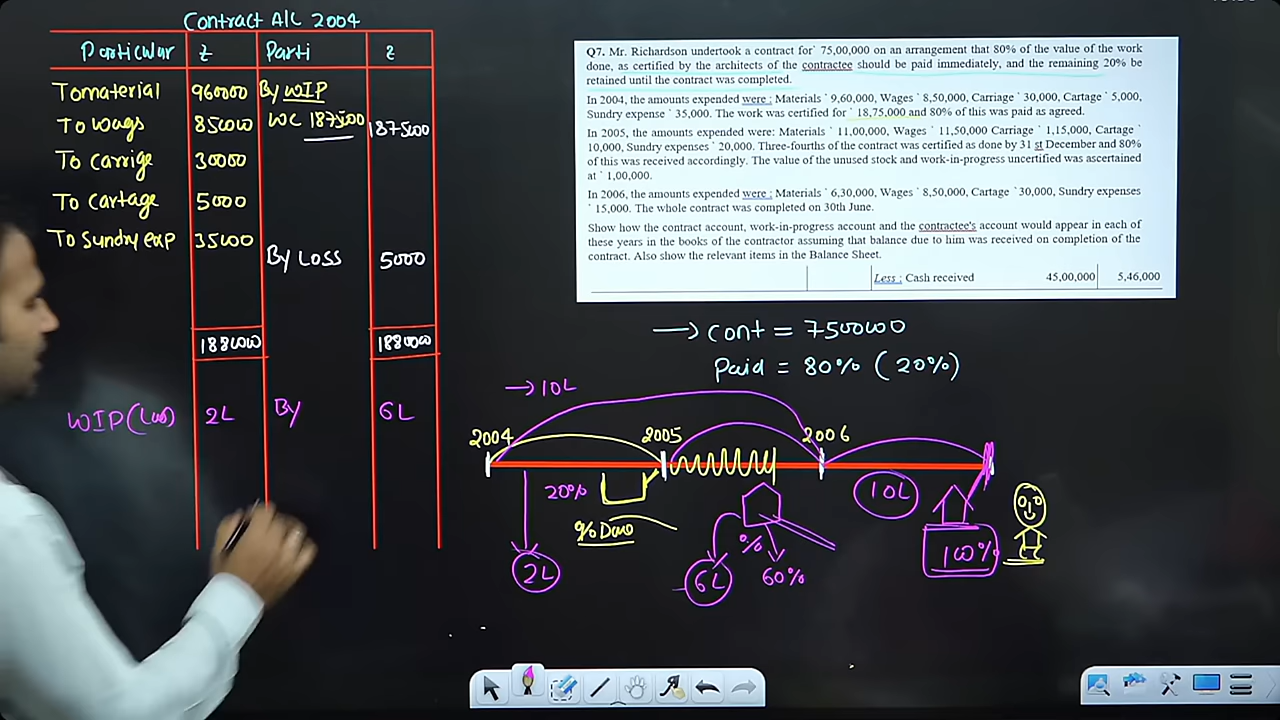 Contract A/C 2004
Particular ₹ Parti ₹
To material 960000 By WIP
To wags 850000 WC 1875000 1875000
To carrige 30000
To Cartage 5000
To Sundry exp 35000
By Loss 5000
1880000 1880000
WIP 2L By 6L
Q7. Mr. Richardson undertook a contract for` 75,00,000 on an arrangement that 80% of the value of the work
done, as certified by the architects of the contractee should be paid immediately, and the remaining 20% be
retained until the contract was completed.
In 2004, the amounts expended were : Materials ` 9,60,000, Wages ` 8,50,000, Carriage ` 30,000, Cartage ` 5,000,
Sundry expense ` 35,000. The work was certified for ` 18,75,000 and 80% of this was paid as agreed.
In 2005, the amounts expended were: Materials ` 11,00,000, Wages ` 11,50,000 Carriage ` 1,15,000, Cartage `
10,000, Sundry expenses ` 20,000. Three-fourths of the contract was certified as done by 31 st December and 80%
of this was received accordingly. The value of the unused stock and work-in-progress uncertified was ascertained
at ` 1,00,000.
In 2006, the amounts expended were : Materials ` 6,30,000, Wages ` 8,50,000, Cartage ` 30,000, Sundry expenses
` 15,000. The whole contract was completed on 30th June.
Show how the contract account, work-in-progress account and the contractee's account would appear in each of
these years in the books of the contractor assuming that balance due to him was received on completion of the
contract. Also show the relevant items in the Balance Sheet.
Less : Cash received 45,00,000 5,46,000
→ Cont = 7500000
Paid = 80% (20%)
→ 10L
2004 2005 2006
20% % Done 10L
2L 6L % 60% 100%